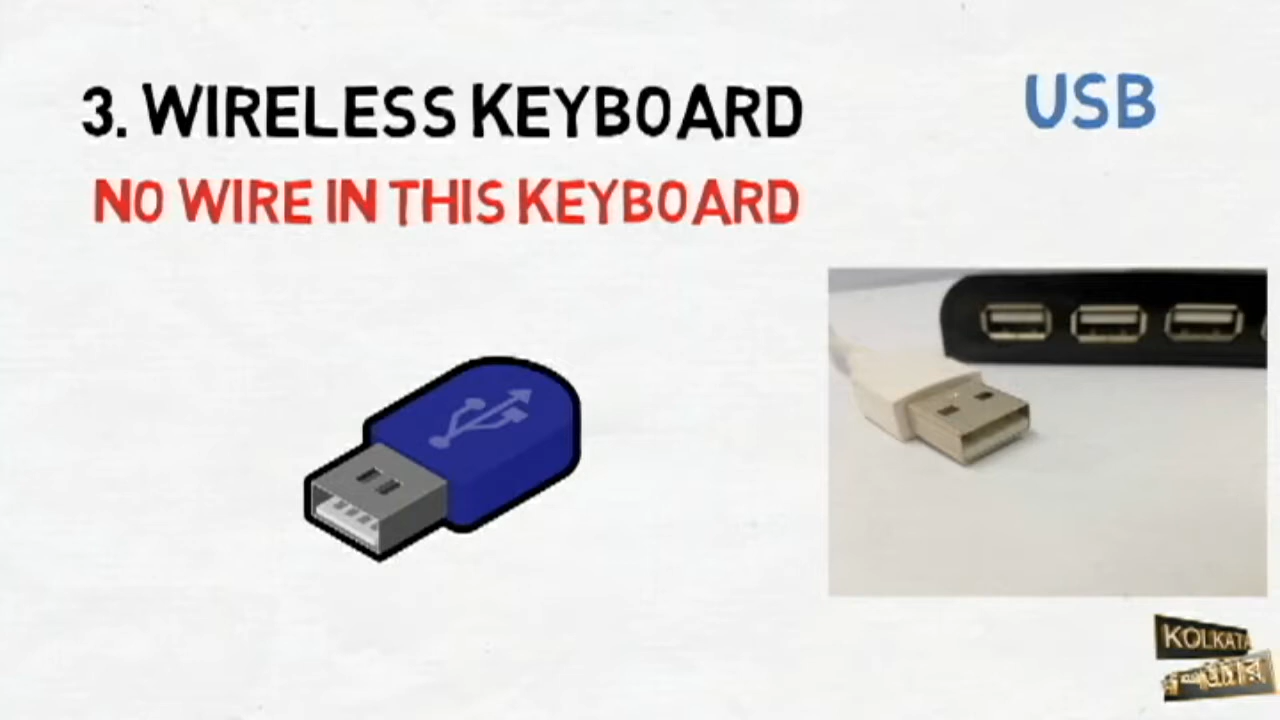 3. WIRELESS KEYBOARD
USB
NO WIRE IN THIS KEYBOARD
KOLKATA